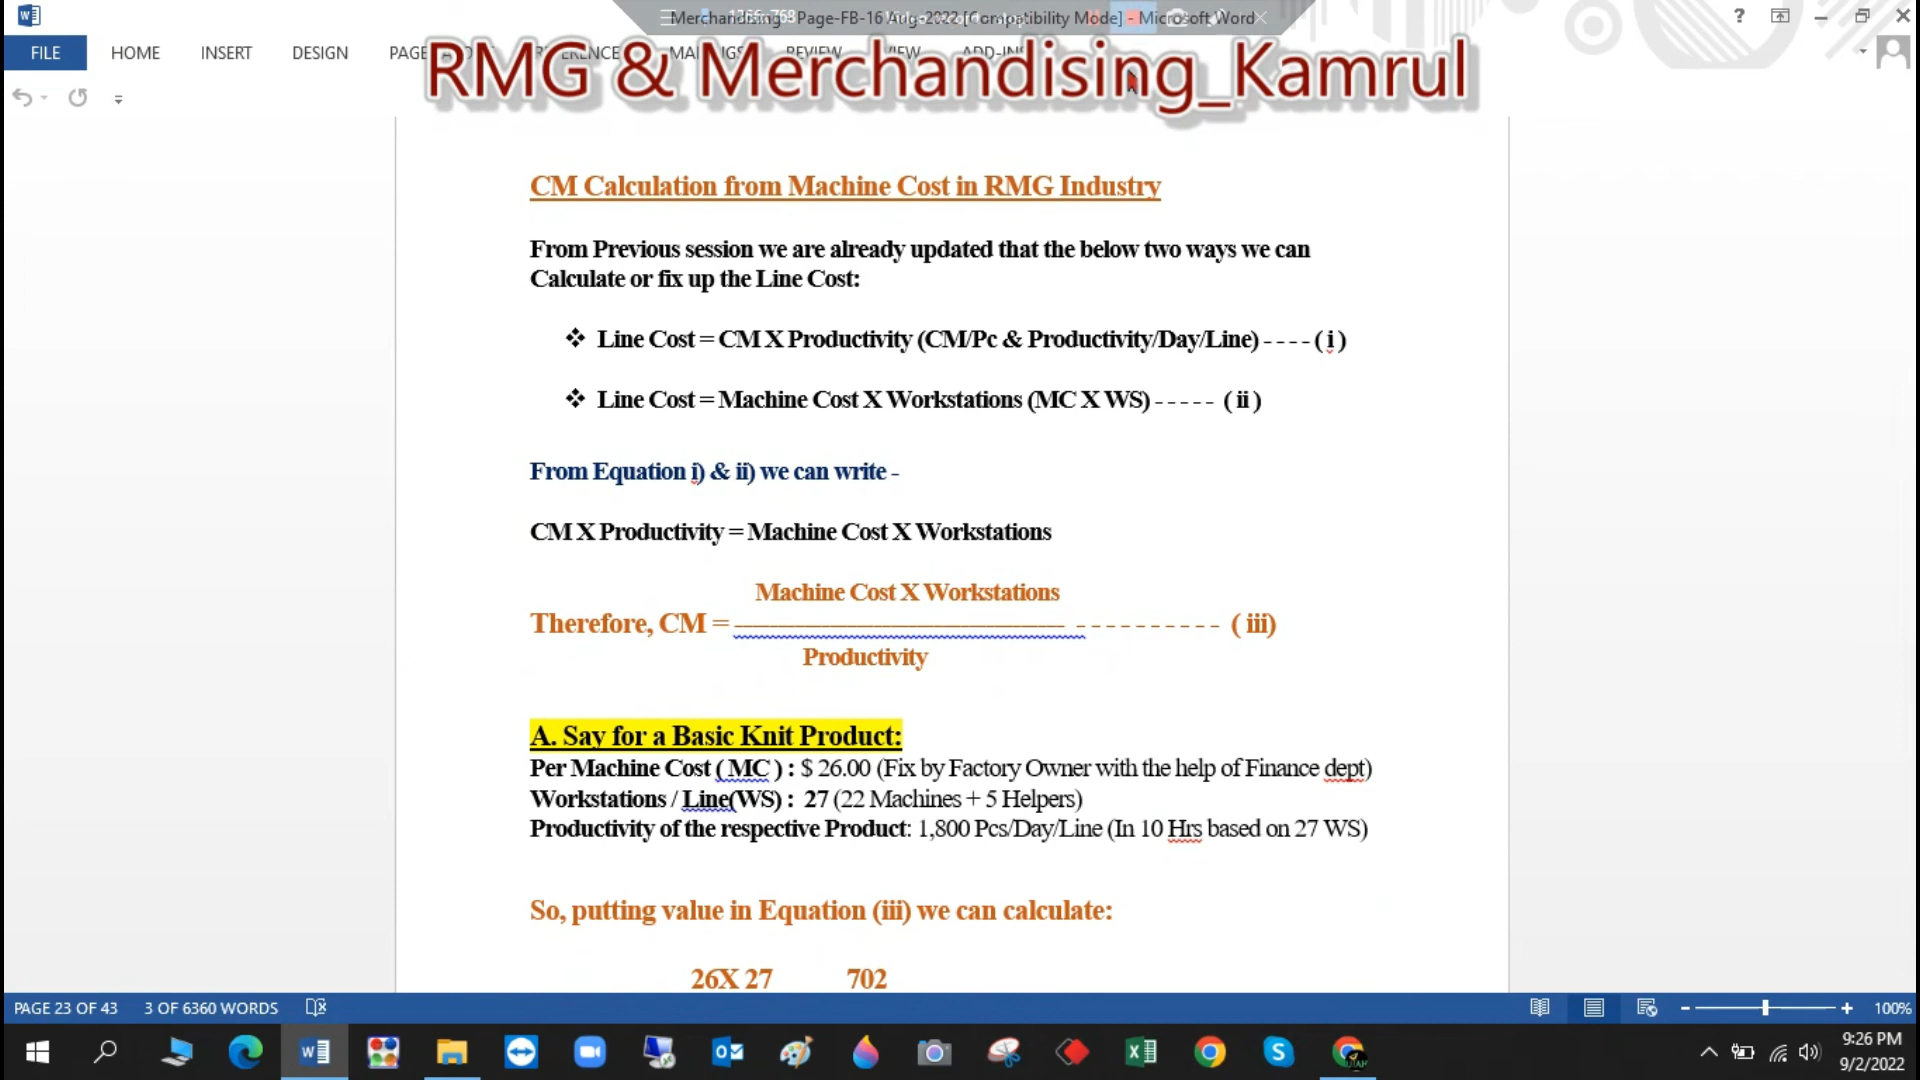 Merchandising - Page-FB-16 Aug-2022 [Compatibility Mode] - Microsoft Word
FILE HOME INSERT DESIGN PAGE REFERENCE MAILINGS REVIEW VIEW ADD-INS
RMG & Merchandising_Kamrul
CM Calculation from Machine Cost in RMG Industry
From Previous session we are already updated that the below two ways we can
Calculate or fix up the Line Cost:
❖ Line Cost = CM X Productivity (CM/Pc & Productivity/Day/Line) - - - - ( i )
❖ Line Cost = Machine Cost X Workstations (MC X WS) - - - - - ( ii )
From Equation i) & ii) we can write -
CM X Productivity = Machine Cost X Workstations
Machine Cost X Workstations
Therefore, CM = ---------------------------------------- - - - - - - - - - - ( iii)
Productivity
A. Say for a Basic Knit Product:
Per Machine Cost ( MC ) : $ 26.00 (Fix by Factory Owner with the help of Finance dept)
Workstations / Line(WS) : 27 (22 Machines + 5 Helpers)
Productivity of the respective Product: 1,800 Pcs/Day/Line (In 10 Hrs based on 27 WS)
So, putting value in Equation (iii) we can calculate:
26X 27 702
PAGE 23 OF 43 3 OF 6360 WORDS 100%
9:26 PM
9/2/2022